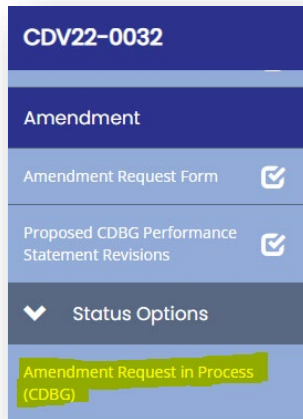 CDV22-0032
Amendment
Amendment Request Form
Proposed CDBG Performance
Statement Revisions
Status Options
Amendment Request in Process
(CDBG)